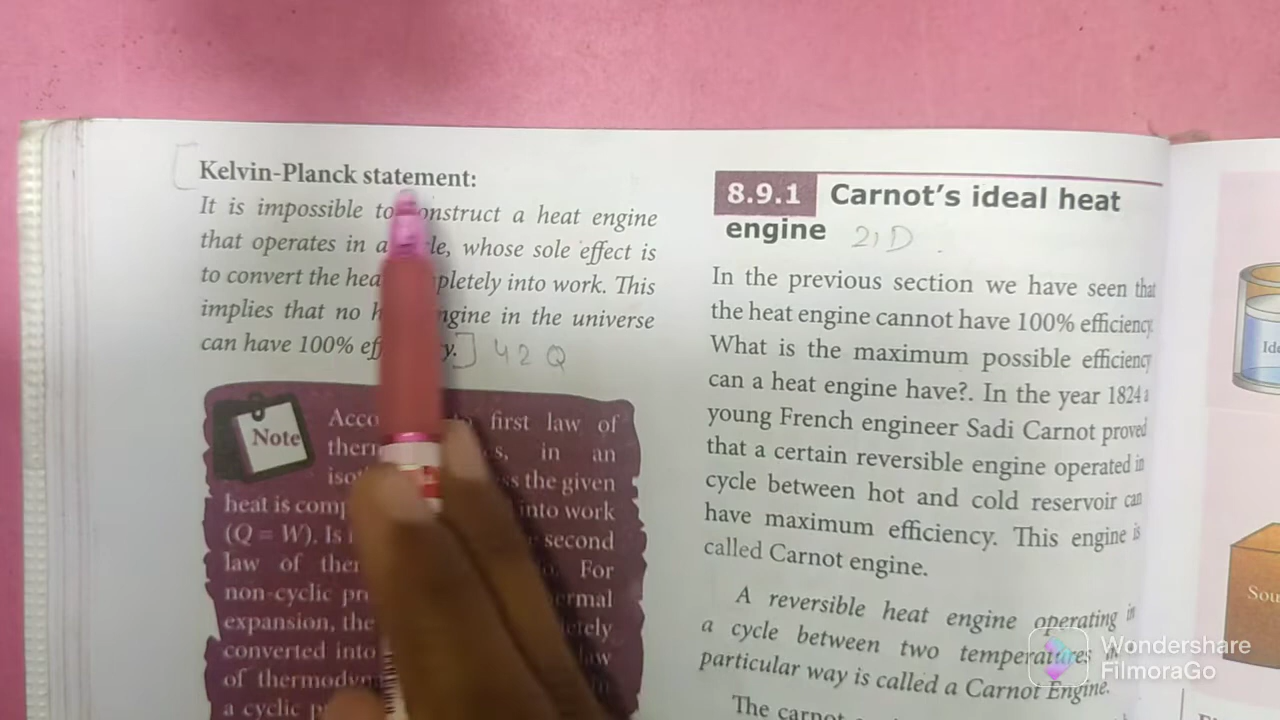 Kelvin-Planck statement:
It is impossible to construct a heat engine
that operates in a le, whose sole effect is
to convert the hea pletely into work. This
implies that no h ngine in the universe
can have 100% ef y. ] 42 Q
Note
Acco first law of
ther s, in an
iso ss the given
heat is comp into work
(Q = W). Is second
law of ther For
non-cyclic pr ermal
expansion, the etely
converted into law
of thermodyn
a cyclic p
8.9.1 Carnot's ideal heat
engine 21 D
In the previous section we have seen that
the heat engine cannot have 100% efficiency.
What is the maximum possible efficiency
can a heat engine have?. In the year 1824 a
young French engineer Sadi Carnot proved
that a certain reversible engine operated in
cycle between hot and cold reservoir can
have maximum efficiency. This engine is
called Carnot engine.
A reversible heat engine operating in
a cycle between two temperatures in
particular way is called a Carnot Engine.
The carnot
Ide
Sou
Wondershare
FilmoraGo